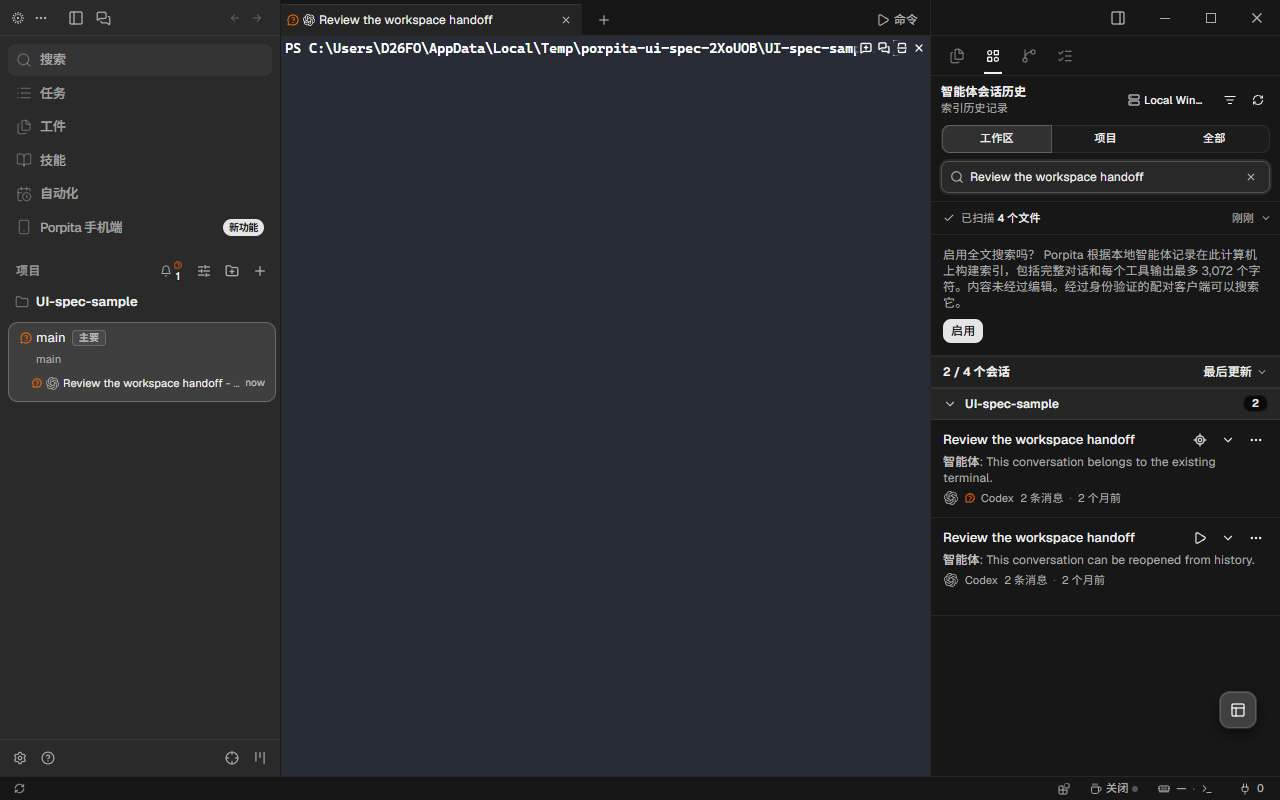 Review the workspace handoff
命令
搜索
任务
工件
技能
自动化
Porpita 手机端
新功能
项目
1
UI-spec-sample
main
主要
main
Review the workspace handoff - ...
now
PS C:\Users\D26FO\AppData\Local\Temp\porpita-ui-spec-2XoUOB\UI-spec-sam
智能体会话历史
索引历史记录
Local Win...
工作区
项目
全部
Review the workspace handoff
已扫描 4 个文件
刚刚
启用全文搜索吗? Porpita 根据本地智能体记录在此计算机
上构建索引，包括完整对话和每个工具输出最多 3,072 个字
符。内容未经过编辑。经过身份验证的配对客户端可以搜索
它。
启用
2 / 4 个会话
最后更新
UI-spec-sample
2
Review the workspace handoff
智能体: This conversation belongs to the existing
terminal.
Codex 2 条消息 · 2 个月前
Review the workspace handoff
智能体: This conversation can be reopened from history.
Codex 2 条消息 · 2 个月前
关闭
0